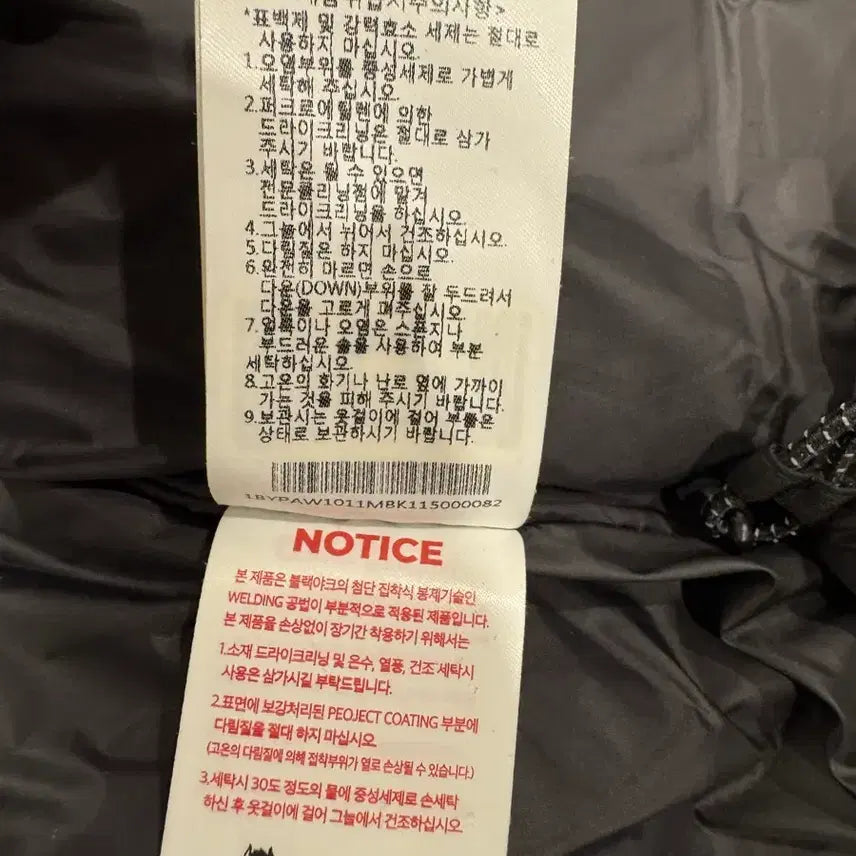 취급시주의사항>
*표백제 및 강력효소 세제는 절대로
사용하지 마십시오.
1.오염부위를 중성세제로 가볍게
세탁해 주십시오.
2.퍼크로에틸렌에 의한
드라이크리닝은 절대로 삼가
주시기 바랍니다.
3.세탁은 될 수 있으면
전문클리닝점에 맡겨
드라이크리닝을 하십시오.
4.그늘에서 뉘어서 건조하십시오.
5.다림질은 하지 마십시오.
6.완전히 마르면 손으로
다운(DOWN)부위를 잘 두드려서
다운을 고르게 펴주십시오.
7.얼룩이나 오염은 스폰지나
부드러운 솔을 사용하여 부분
세탁하십시오.
8.고온의 화기나 난로 옆에 가까이
가는 것을 피해 주시기 바랍니다.
9.보관시는 옷걸이에 걸어 부풀은
상태로 보관하시기 바랍니다.
1BYPAW1011MBK115000082
NOTICE
본 제품은 블랙야크의 첨단 접착식 봉제기술인
WELDING 공법이 부분적으로 적용된 제품입니다.
본 제품을 손상없이 장기간 착용하기 위해서는
1.소재 드라이크리닝 및 온수, 열풍, 건조 세탁시
사용은 삼가시길 부탁드립니다.
2.표면에 보강처리된 PEOJECT COATING 부분에
다림질을 절대 하지 마십시오.
(고온의 다림질에 의해 접착부위가 열로 손상될 수 있습니다.)
3.세탁시 30도 정도의 물에 중성세제로 손세탁
하신 후 옷걸이에 걸어 그늘에서 건조하십시오.